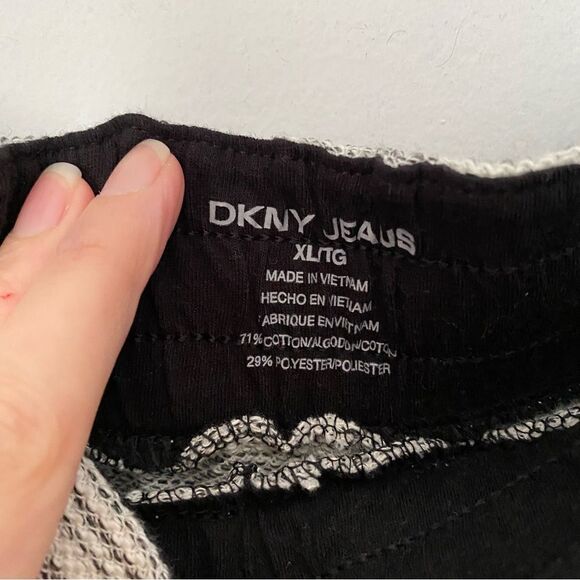 DKNY JEANS
XL/TG
MADE IN VIETNAM
HECHO EN VIETNAM
FABRIQUE EN VIETNAM
71% COTTON/ALGODON/COTON
29% POLYESTER/POLIESTER